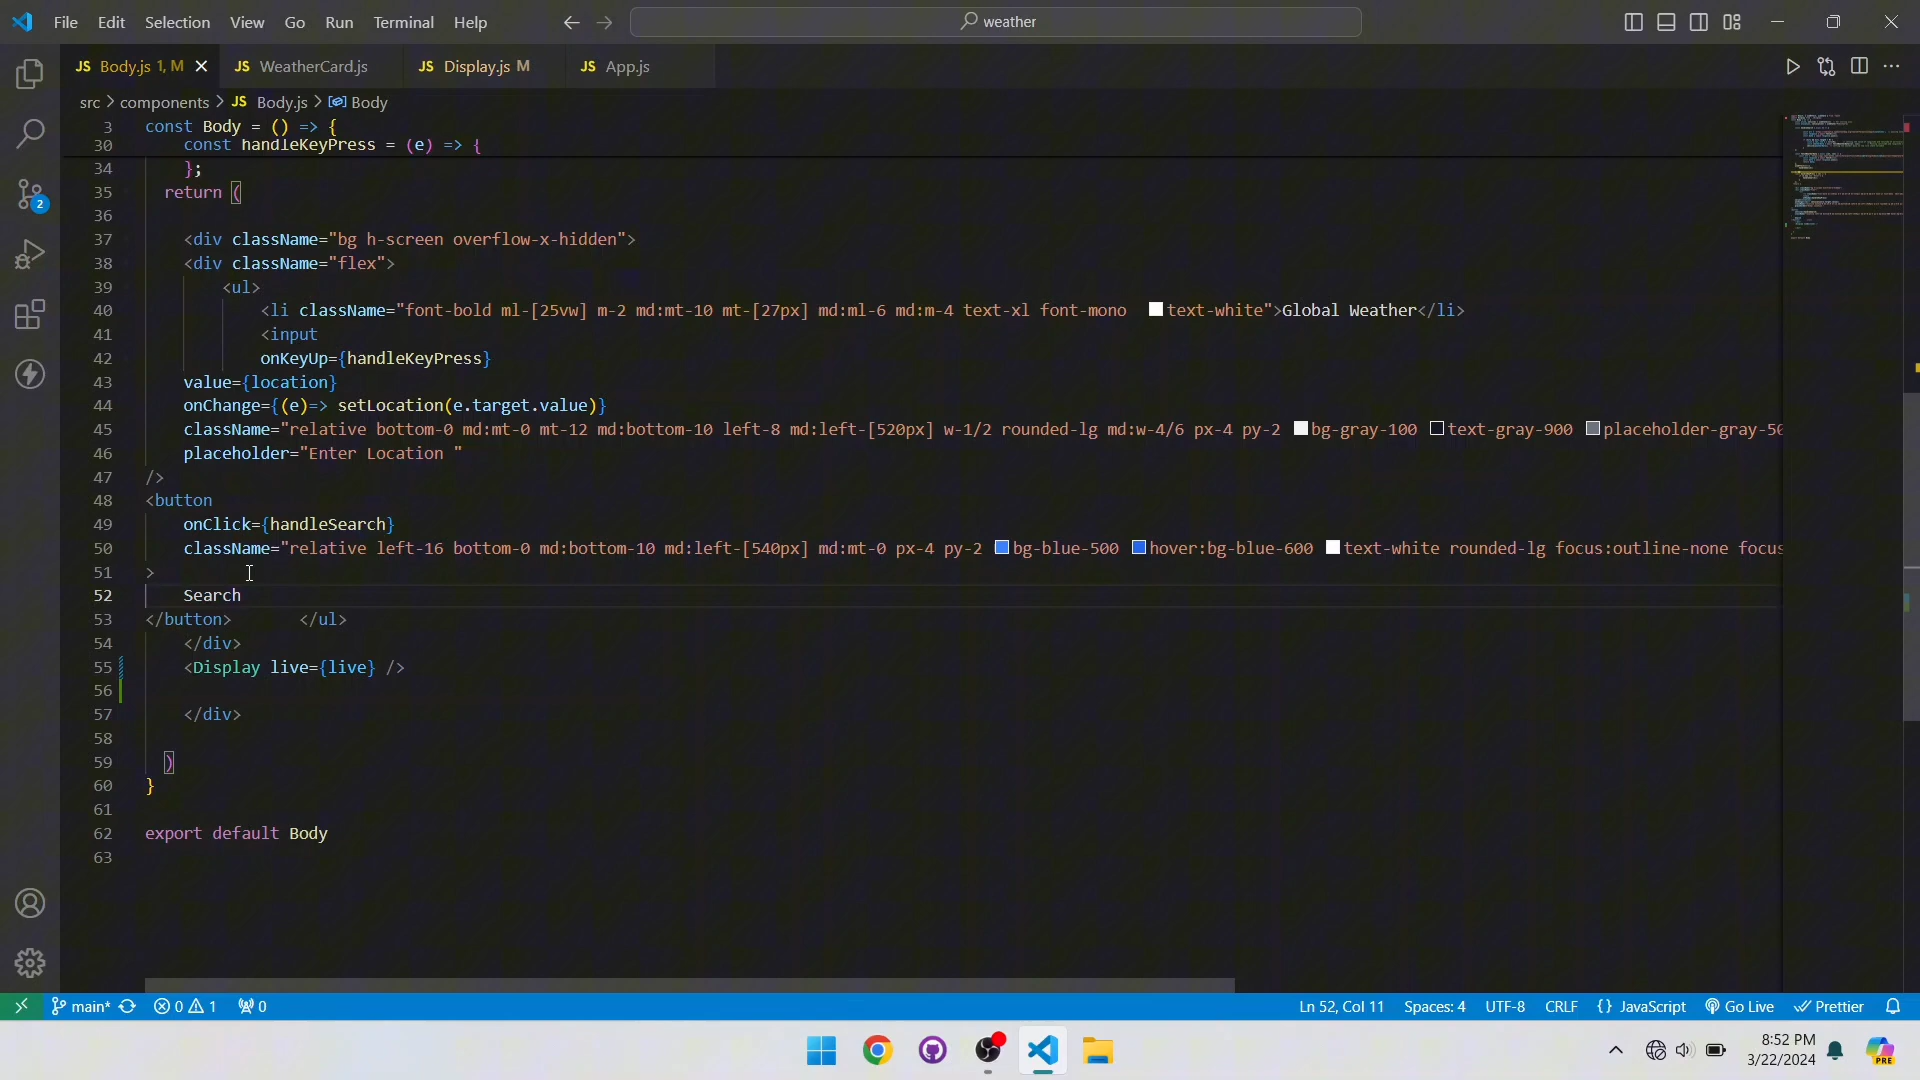 File Edit Selection View Go Run Terminal Help
weather
JS Body.js 1, M
JS WeatherCard.js
JS Display.js M
JS App.js
src > components > JS Body.js > Body
3 const Body = () => {
30 const handleKeyPress = (e) => {
34 };
35 return (
36
37 <div className="bg h-screen overflow-x-hidden">
38 <div className="flex">
39 <ul>
40 <li className="font-bold ml-[25vw] m-2 md:mt-10 mt-[27px] md:ml-6 md:m-4 text-xl font-mono text-white">Global Weather</li>
41 <input
42 onKeyUp={handleKeyPress}
43 value={location}
44 onChange={(e)=> setLocation(e.target.value)}
45 className="relative bottom-0 md:mt-0 mt-12 md:bottom-10 left-8 md:left-[520px] w-1/2 rounded-lg md:w-4/6 px-4 py-2 bg-gray-100 text-gray-900 placeholder-gray-50
46 placeholder="Enter Location "
47 />
48 <button
49 onClick={handleSearch}
50 className="relative left-16 bottom-0 md:bottom-10 md:left-[540px] md:mt-0 px-4 py-2 bg-blue-500 hover:bg-blue-600 text-white rounded-lg focus:outline-none focus
51 >
52 Search
53 </button> </ul>
54 </div>
55 <Display live={live} />
56
57 </div>
58
59 )
60 }
61
62 export default Body
63
2
main* 0 1 0
Ln 52, Col 11 Spaces: 4 UTF-8 CRLF {} JavaScript Go Live Prettier
8:52 PM
3/22/2024
PRE